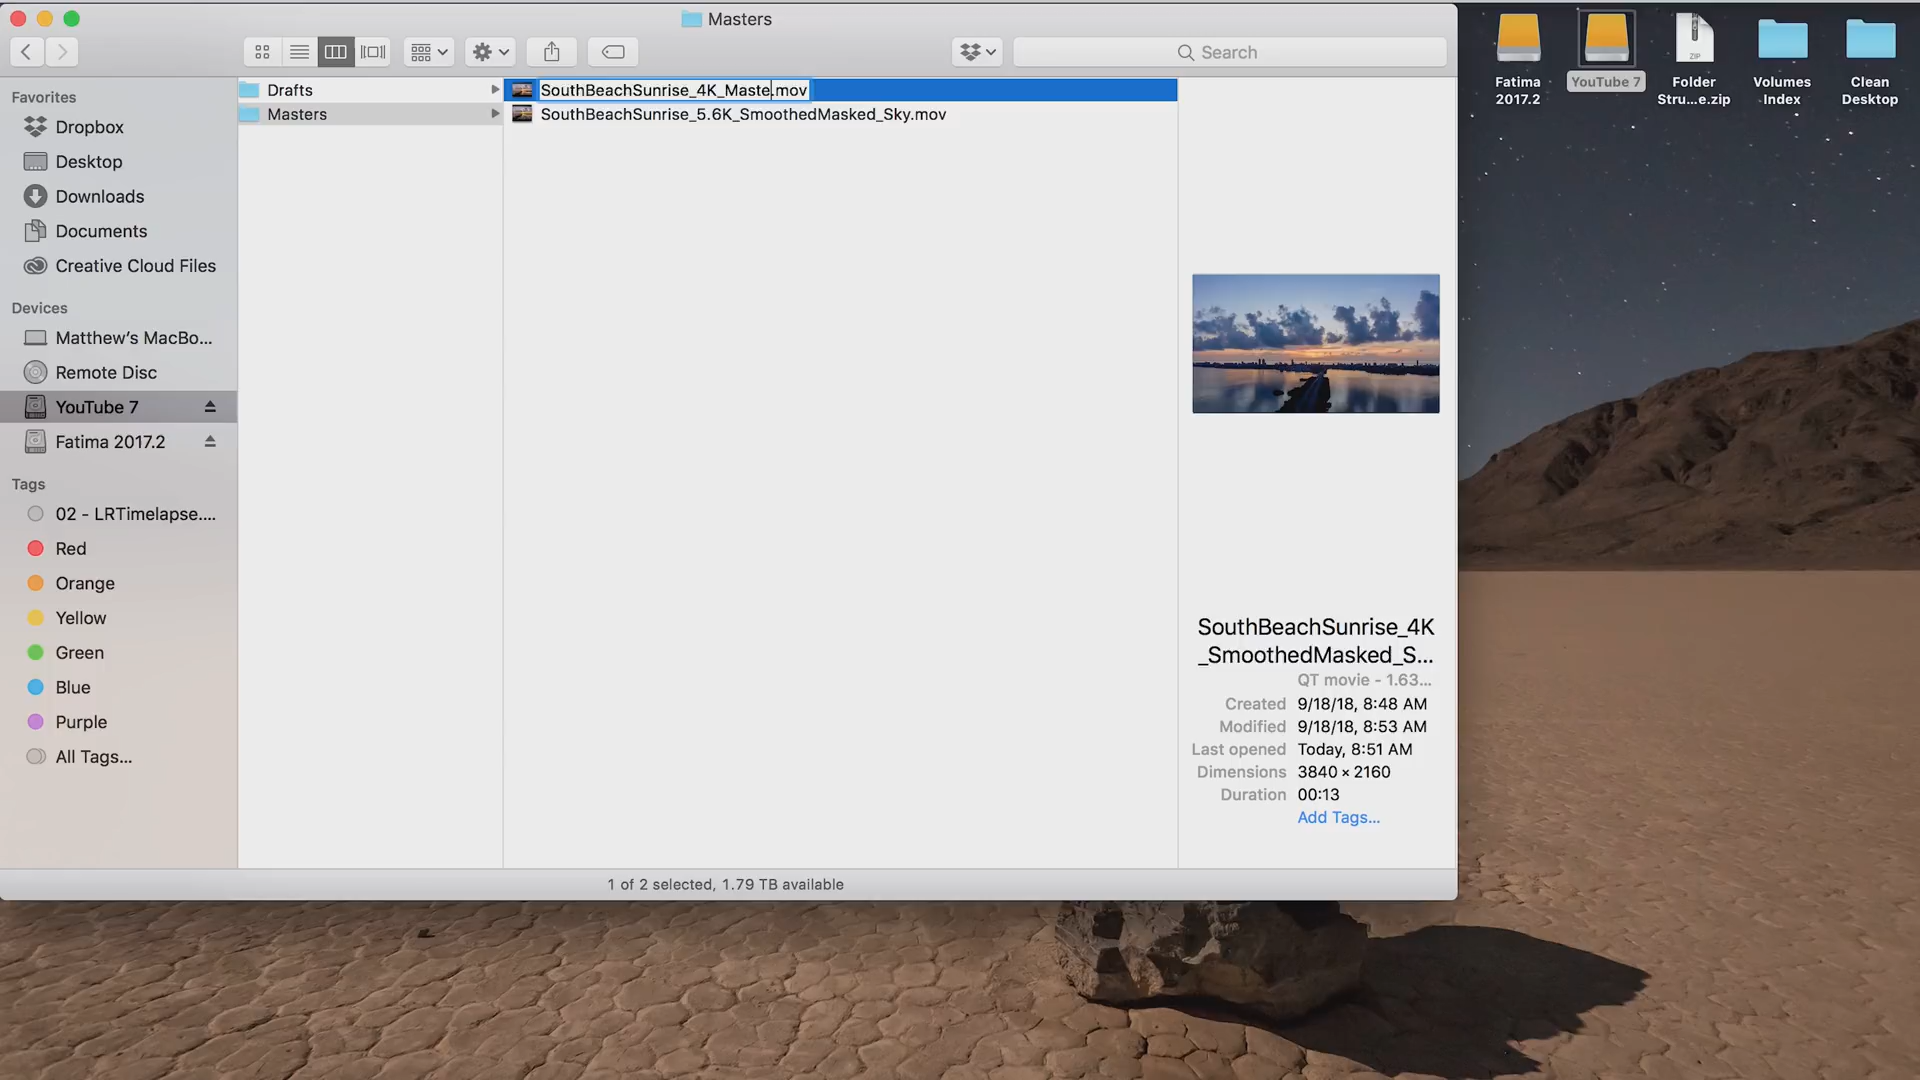 Masters
Search
Favorites
Dropbox
Desktop
Downloads
Documents
Creative Cloud Files
Devices
Matthew’s MacBo...
Remote Disc
YouTube 7
Fatima 2017.2
Tags
02 - LRTimelapse....
Red
Orange
Yellow
Green
Blue
Purple
All Tags...
Drafts
Masters
SouthBeachSunrise_4K_Maste.mov
SouthBeachSunrise_5.6K_SmoothedMasked_Sky.mov
SouthBeachSunrise_4K
_SmoothedMasked_S...
QT movie - 1.63...
Created 9/18/18, 8:48 AM
Modified 9/18/18, 8:53 AM
Last opened Today, 8:51 AM
Dimensions 3840 × 2160
Duration 00:13
Add Tags...
1 of 2 selected, 1.79 TB available
Fatima
2017.2
YouTube 7
ZIP
Folder
Stru...e.zip
Volumes
Index
Clean
Desktop